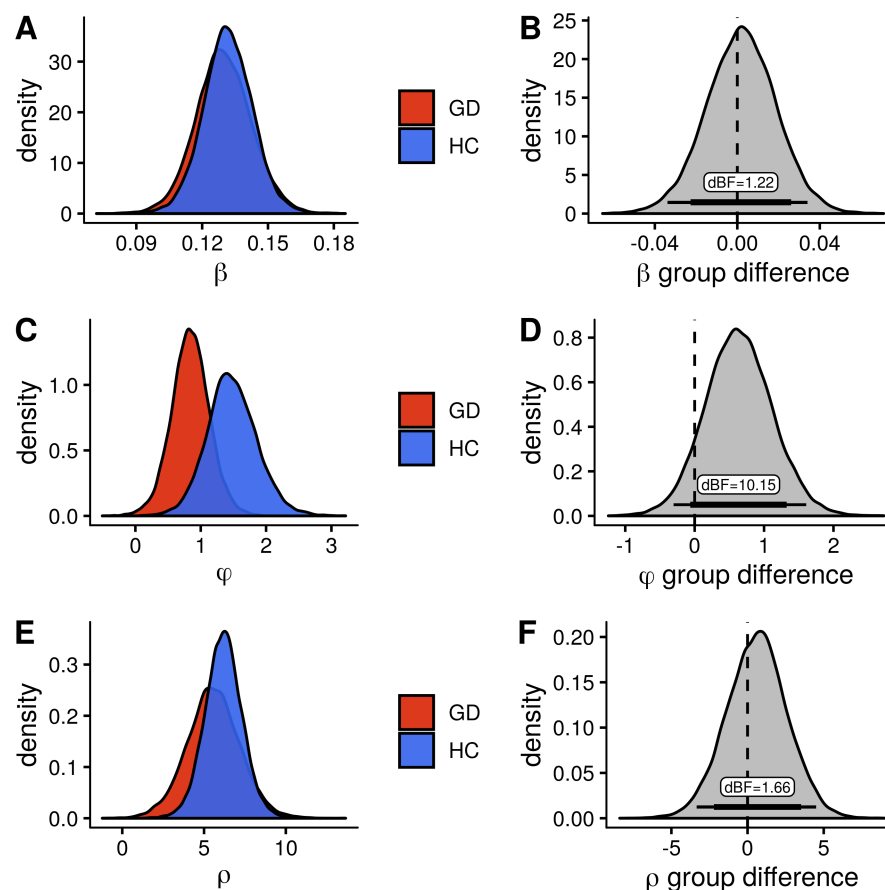 A
density
30
20
10
0
0.09 0.12 0.15 0.18
β
GD
HC
B
density
25
20
15
10
5
0
dBF=1.22
-0.04 0.00 0.04
β group difference
C
density
1.0
0.5
0.0
0 1 2 3
φ
GD
HC
D
density
0.8
0.6
0.4
0.2
0.0
dBF=10.15
-1 0 1 2
φ group difference
E
density
0.3
0.2
0.1
0.0
0 5 10
ρ
GD
HC
F
density
0.20
0.15
0.10
0.05
0.00
dBF=1.66
-5 0 5
ρ group difference